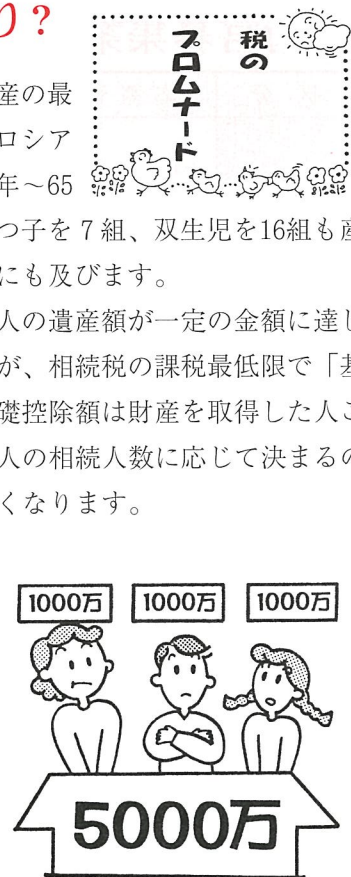 り？
税の
プロムナード
産の最
ロシア
年～65
つ子を７組、双生児を16組も産
にも及びます。
人の遺産額が一定の金額に達し
が、相続税の課税最低限で「基
礎控除額は財産を取得した人こ
人の相続人数に応じて決まるの
くなります。
1000万
1000万
1000万
5000万